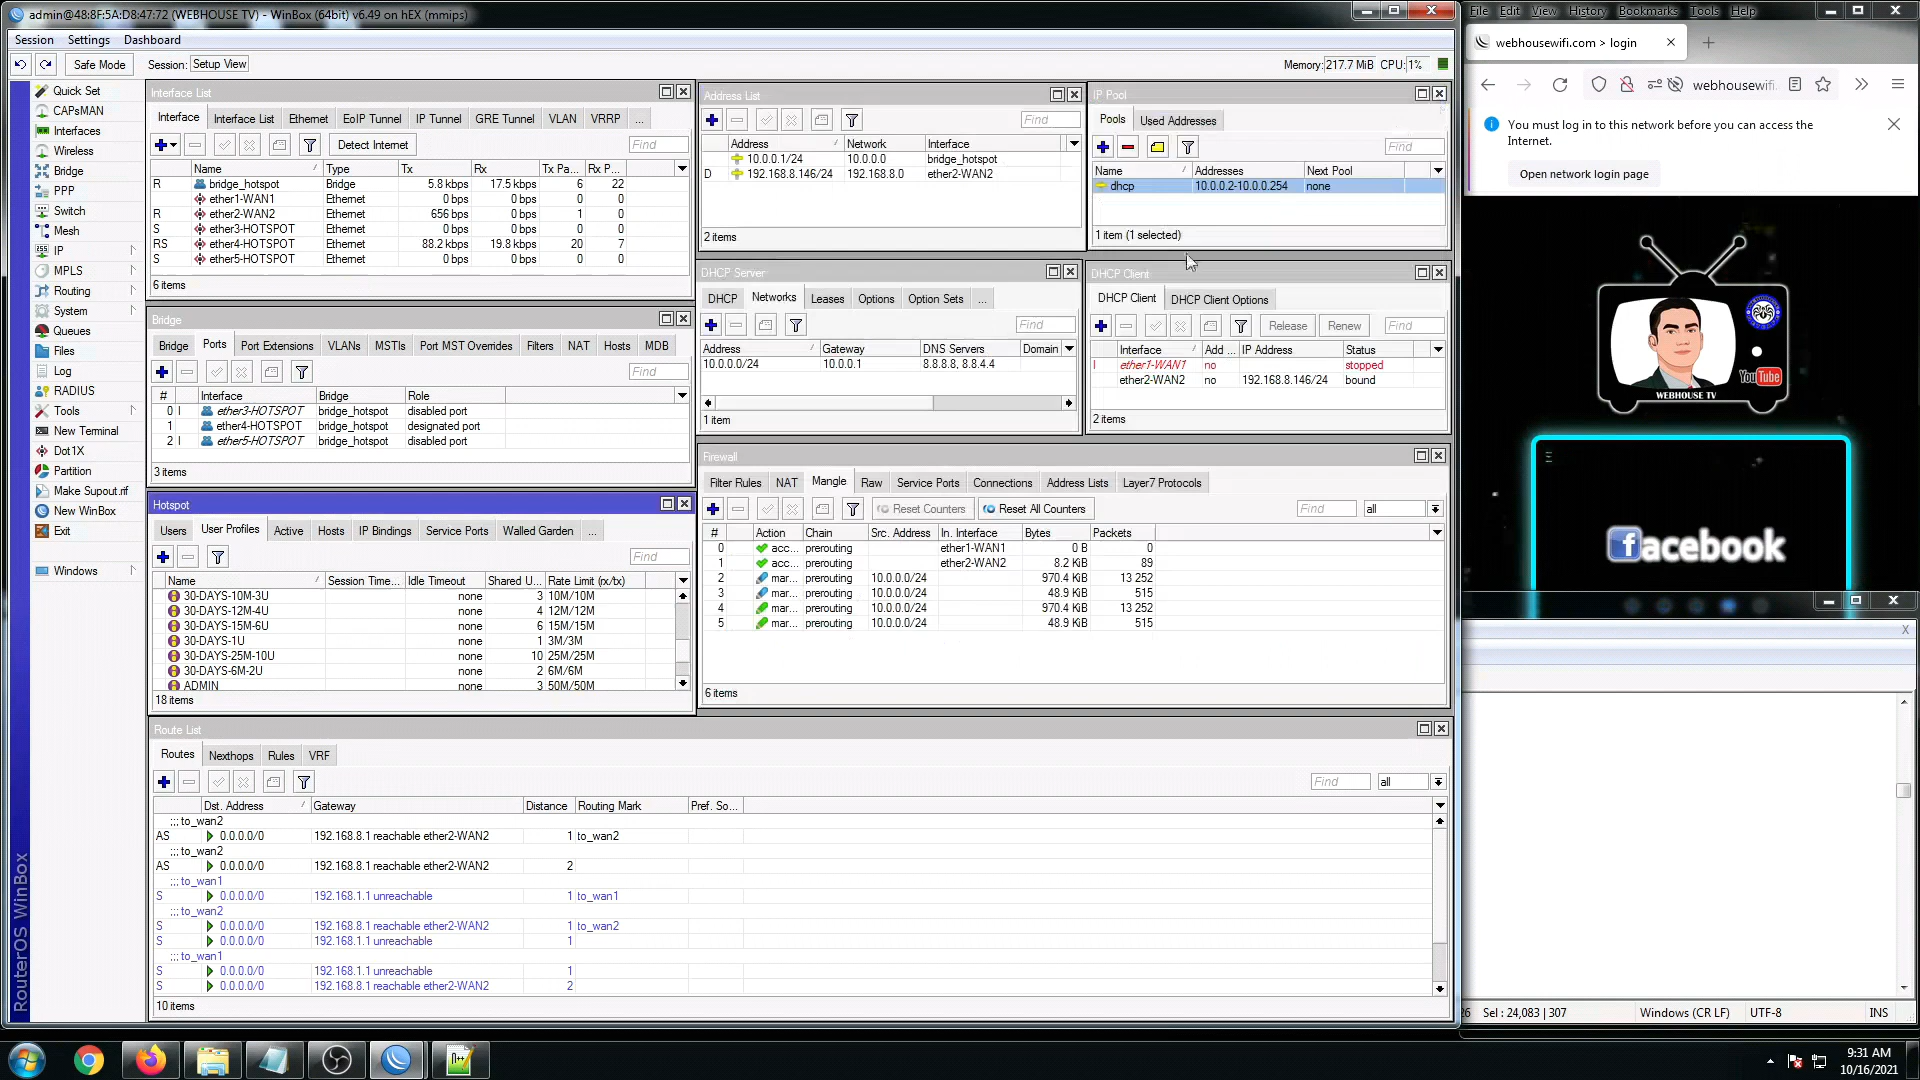 admin@48:8F:5A:D8:47:72 (WEBHOUSE TV) - WinBox (64bit) v6.49 on hEX (mmips)
Session Settings Dashboard
Safe Mode Session: Setup View Memory: 217.7 MiB CPU: 1%
Quick Set
CAPsMAN
Interfaces
Wireless
Bridge
PPP
Switch
Mesh
IP
MPLS
Routing
System
Queues
Files
Log
RADIUS
Tools
New Terminal
Dot1X
Partition
Make Supout.rif
New WinBox
Exit
Windows
RouterOS WinBox
Interface List
Interface Interface List Ethernet EoIP Tunnel IP Tunnel GRE Tunnel VLAN VRRP ...
Detect Internet Find
Name Type Tx Rx Tx Pa... Rx P...
R bridge_hotspot Bridge 5.8 kbps 17.5 kbps 6 22
ether1-WAN1 Ethernet 0 bps 0 bps 0 0
R ether2-WAN2 Ethernet 656 bps 0 bps 1 0
S ether3-HOTSPOT Ethernet 0 bps 0 bps 0 0
RS ether4-HOTSPOT Ethernet 88.2 kbps 19.8 kbps 20 7
S ether5-HOTSPOT Ethernet 0 bps 0 bps 0 0
6 items
Bridge
Bridge Ports Port Extensions VLANs MSTIs Port MST Overrides Filters NAT Hosts MDB
Find
# Interface Bridge Role
0 I ether3-HOTSPOT bridge_hotspot disabled port
1 ether4-HOTSPOT bridge_hotspot designated port
2 I ether5-HOTSPOT bridge_hotspot disabled port
3 items
Hotspot
Users User Profiles Active Hosts IP Bindings Service Ports Walled Garden ...
Find
Name Session Time... Idle Timeout Shared U... Rate Limit (rx/tx)
30-DAYS-10M-3U none 3 10M/10M
30-DAYS-12M-4U none 4 12M/12M
30-DAYS-15M-6U none 6 15M/15M
30-DAYS-1U none 1 3M/3M
30-DAYS-25M-10U none 10 25M/25M
30-DAYS-6M-2U none 2 6M/6M
ADMIN none 3 50M/50M
18 items
Address List
Find
Address Network Interface
10.0.0.1/24 10.0.0.0 bridge_hotspot
D 192.168.8.146/24 192.168.8.0 ether2-WAN2
2 items
IP Pool
Pools Used Addresses
Find
Name Addresses Next Pool
dhcp 10.0.0.2-10.0.0.254 none
1 item (1 selected)
DHCP Server
DHCP Networks Leases Options Option Sets ...
Find
Address Gateway DNS Servers Domain
10.0.0.0/24 10.0.0.1 8.8.8.8, 8.8.4.4
1 item
DHCP Client
DHCP Client DHCP Client Options
Release Renew Find
Interface Add ... IP Address Status
I ether1-WAN1 no stopped
ether2-WAN2 no 192.168.8.146/24 bound
2 items
Firewall
Filter Rules NAT Mangle Raw Service Ports Connections Address Lists Layer7 Protocols
Reset Counters Reset All Counters Find all
# Action Chain Src. Address In. Interface Bytes Packets
0 acc... prerouting ether1-WAN1 0 B 0
1 acc... prerouting ether2-WAN2 8.2 KiB 89
2 mar... prerouting 10.0.0.0/24 970.4 KiB 13 252
3 mar... prerouting 10.0.0.0/24 48.9 KiB 515
4 mar... prerouting 10.0.0.0/24 970.4 KiB 13 252
5 mar... prerouting 10.0.0.0/24 48.9 KiB 515
6 items
Route List
Routes Nexthops Rules VRF
Find all
Dst. Address Gateway Distance Routing Mark Pref. So...
;;; to_wan2
AS 0.0.0.0/0 192.168.8.1 reachable ether2-WAN2 1 to_wan2
;;; to_wan2
AS 0.0.0.0/0 192.168.8.1 reachable ether2-WAN2 2
;;; to_wan1
S 0.0.0.0/0 192.168.1.1 unreachable 1 to_wan1
;;; to_wan2
S 0.0.0.0/0 192.168.8.1 reachable ether2-WAN2 1 to_wan2
S 0.0.0.0/0 192.168.1.1 unreachable 1
;;; to_wan1
S 0.0.0.0/0 192.168.1.1 unreachable 1
S 0.0.0.0/0 192.168.8.1 reachable ether2-WAN2 2
10 items
File Edit View History Bookmarks Tools Help
webhousewifi.com > login
webhousewifi.
You must log in to this network before you can access the
Internet.
Open network login page
YouTube
WEBHOUSE TV
facebook
X
26 Sel : 24,083 | 307 Windows (CR LF) UTF-8 INS
9:31 AM
10/16/2021